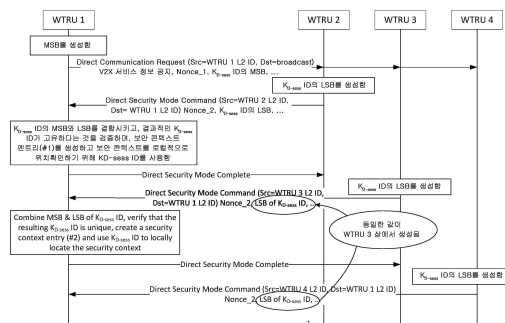 WTRU 1
WTRU 2
WTRU 3
WTRU 4
MSB를 생성함
Direct Communication Request (Src=WTRU 1 L2 ID, Dst=broadcast)
V2X 서비스 정보 공지, Nonce_1, K_D-sess ID의 MSB, ...
K_D-sess ID의 LSB를 생성함
Direct Security Mode Command (Src=WTRU 2 L2 ID,
Dst= WTRU 1 L2 ID) Nonce_2, K_D-sess ID의 LSB, ...
K_D-sess ID의 MSB와 LSB를 결합시키고, 결과적인 K_D-sess
ID가 고유하다는 것을 검증하며, 보안 콘텍스트
엔트리(#1)를 생성하고 보안 콘텍스트를 로컬적으로
위치확인하기 위해 KD-sess ID를 사용함
Direct Security Mode Complete
K_D-sess ID의 LSB를 생성함
Direct Security Mode Command (Src=WTRU 3 L2 ID,
Dst=WTRU 1 L2 ID) Nonce_2, LSB of K_D-sess ID, ..
Combine MSB & LSB of K_D-sess ID, verify that the
resulting K_D-sess ID is unique, create a security
context entry (#2) and use K_D-sess ID to locally
locate the security context
동일한 값이
WTRU 3 상에서 생성됨
Direct Security Mode Complete
K_D-sess ID의 LSB를 생성함
Direct Security Mode Command (Src=WTRU 4 L2 ID, Dst=WTRU 1 L2 ID)
Nonce_2, LSB of K_D-sess ID, ..